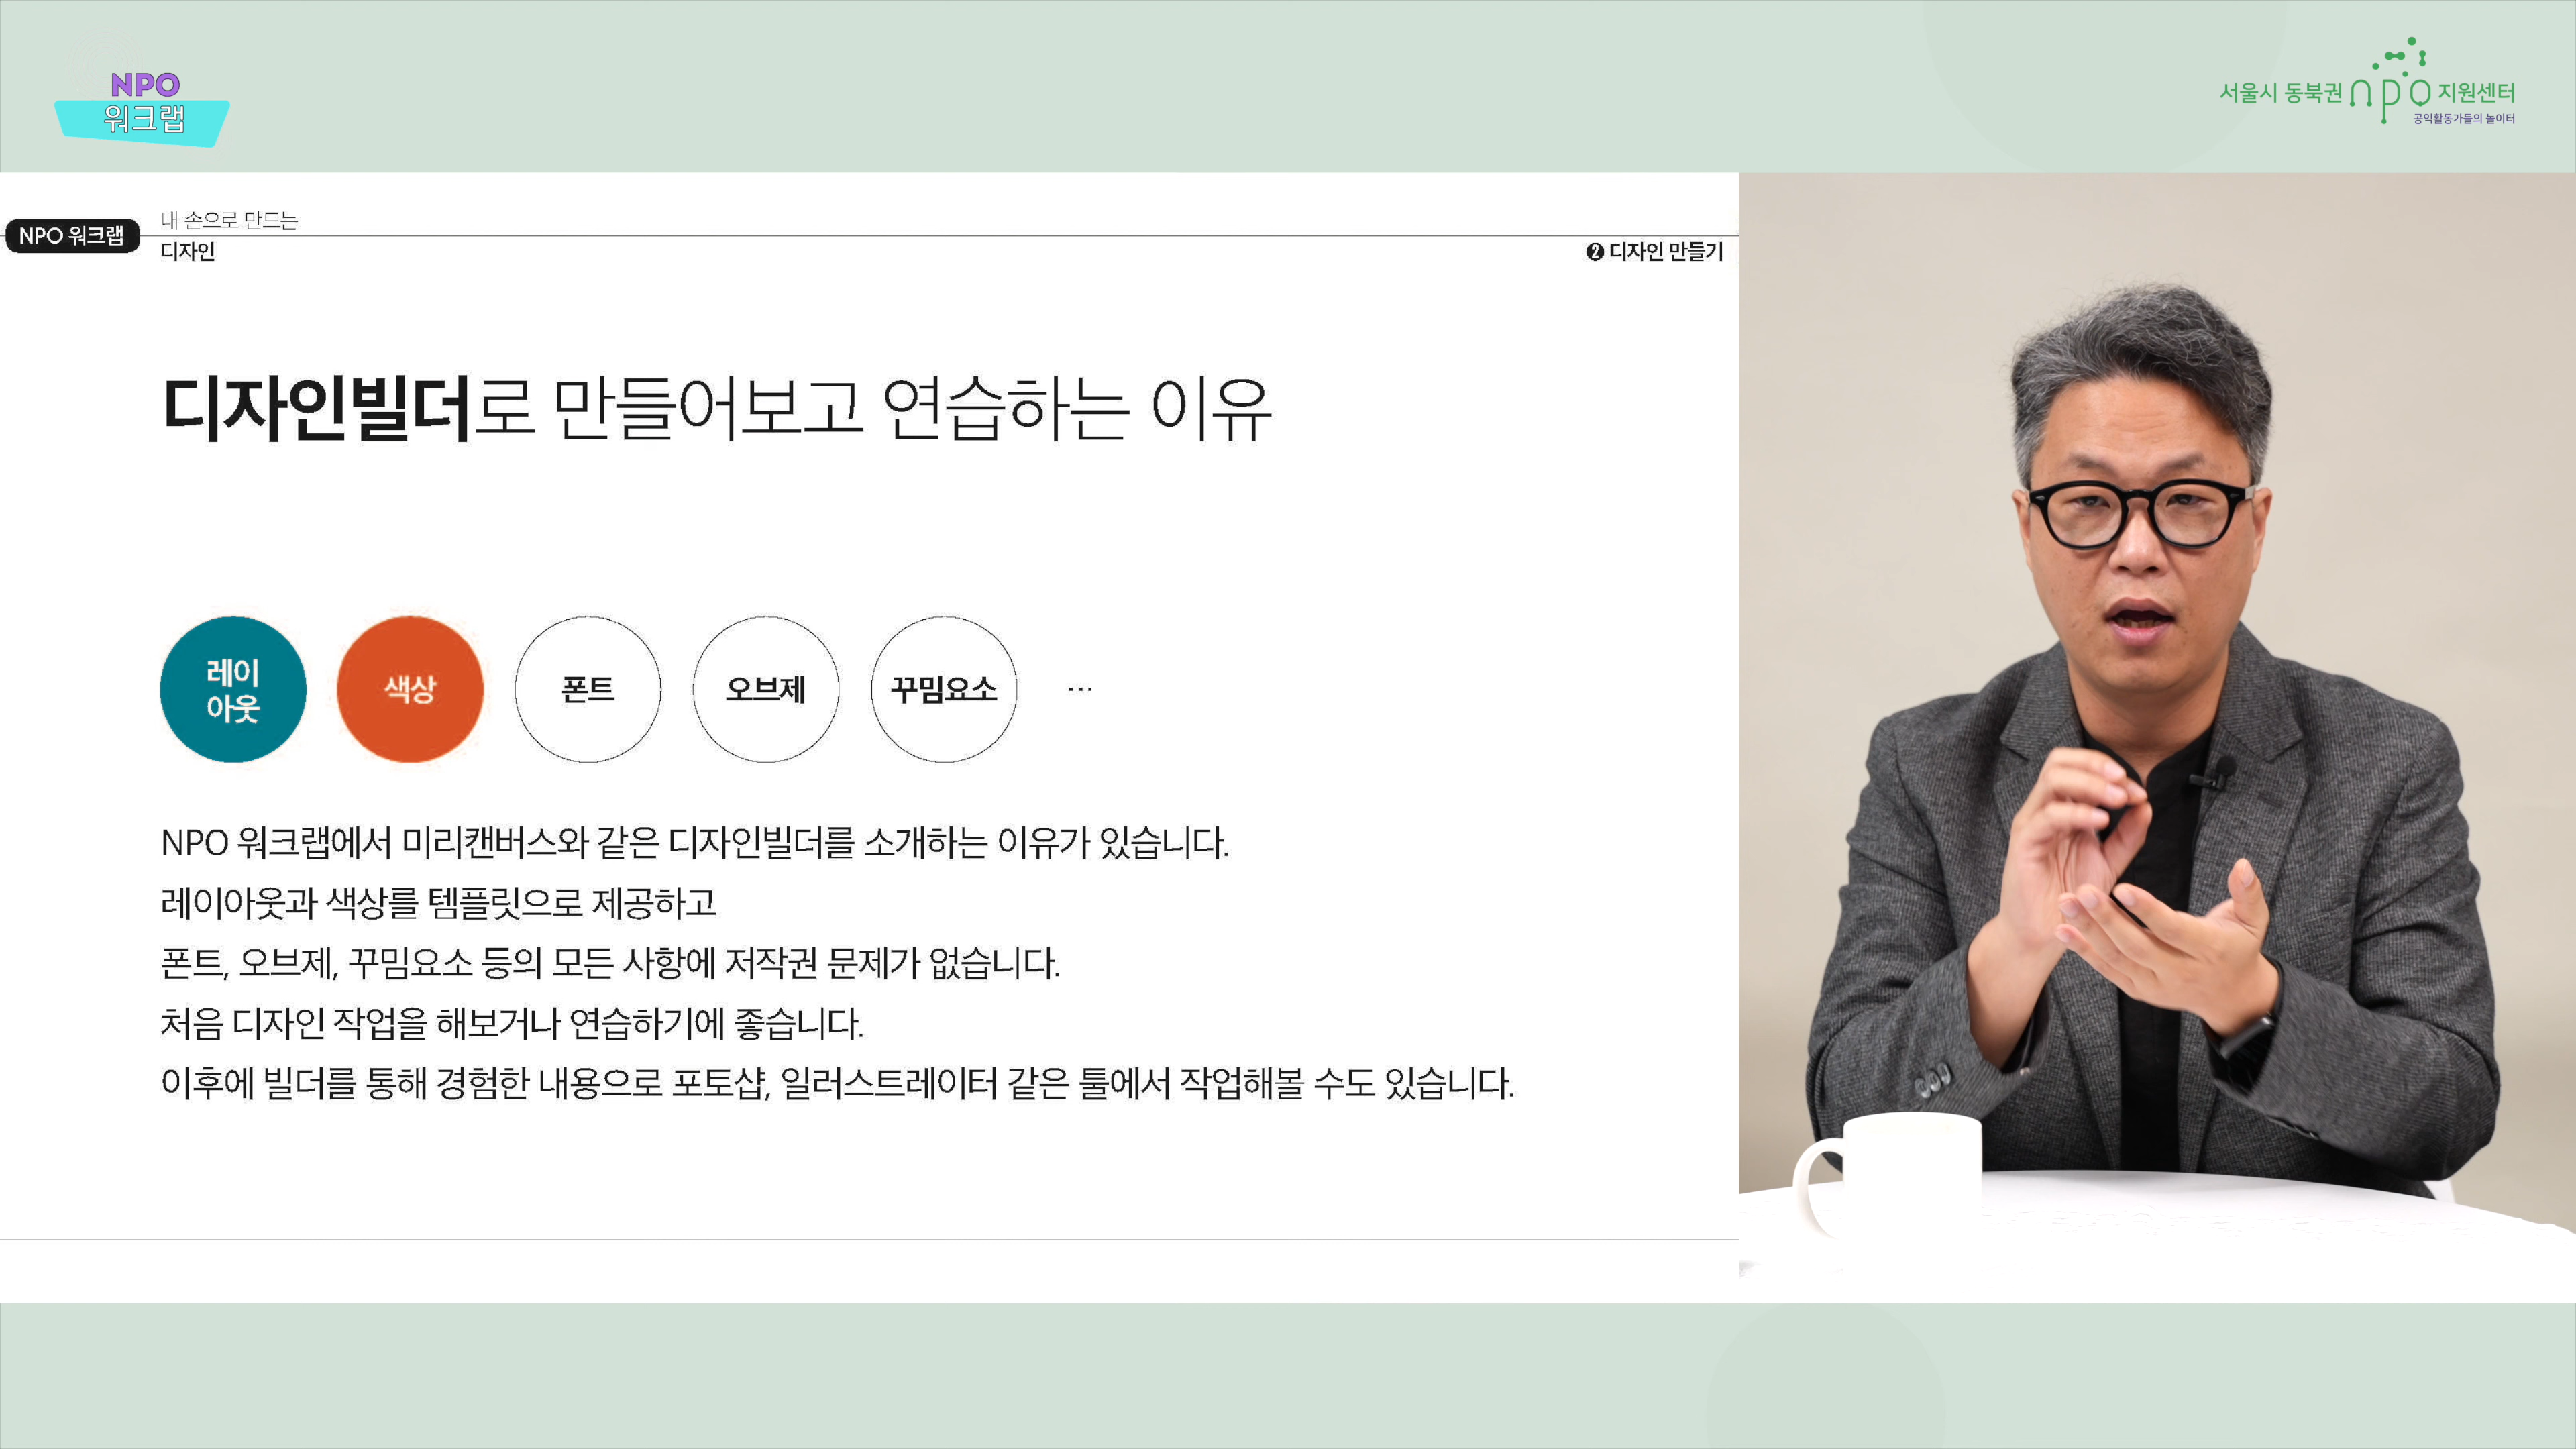 NPO
워크랩
서울시 동북권 npo 지원센터
공익활동가들의 놀이터
NPO 워크랩
내 손으로 만드는
디자인
❷ 디자인 만들기
디자인빌더로 만들어보고 연습하는 이유
레이
아웃
색상
폰트
오브제
꾸밈요소
...
NPO 워크랩에서 미리캔버스와 같은 디자인빌더를 소개하는 이유가 있습니다.
레이아웃과 색상를 템플릿으로 제공하고
폰트, 오브제, 꾸밈요소 등의 모든 사항에 저작권 문제가 없습니다.
처음 디자인 작업을 해보거나 연습하기에 좋습니다.
이후에 빌더를 통해 경험한 내용으로 포토샵, 일러스트레이터 같은 툴에서 작업해볼 수도 있습니다.